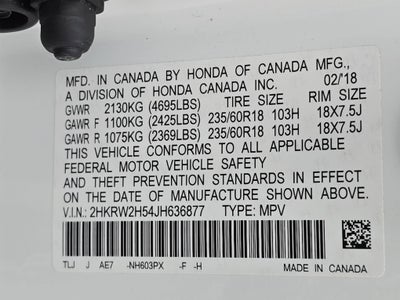 MFD. IN CANADA BY HONDA OF CANADA MFG.,
A DIVISION OF HONDA CANADA INC. 02/'18
GVWR 2130KG (4695LBS) TIRE SIZE RIM SIZE
GAWR F 1100KG (2425LBS) 235/60R18 103H 18X7.5J
GAWR R 1075KG (2369LBS) 235/60R18 103H 18X7.5J
THIS VEHICLE CONFORMS TO ALL APPLICABLE
FEDERAL MOTOR VEHICLE SAFETY
AND THEFT PREVENTION STANDARDS IN EFFECT
ON THE DATE OF MANUFACTURE SHOWN ABOVE.
V.I.N.: 2HKRW2H54JH636877 TYPE: MPV
TLJ J AE7 -NH603PX -F -H MADE IN CANADA